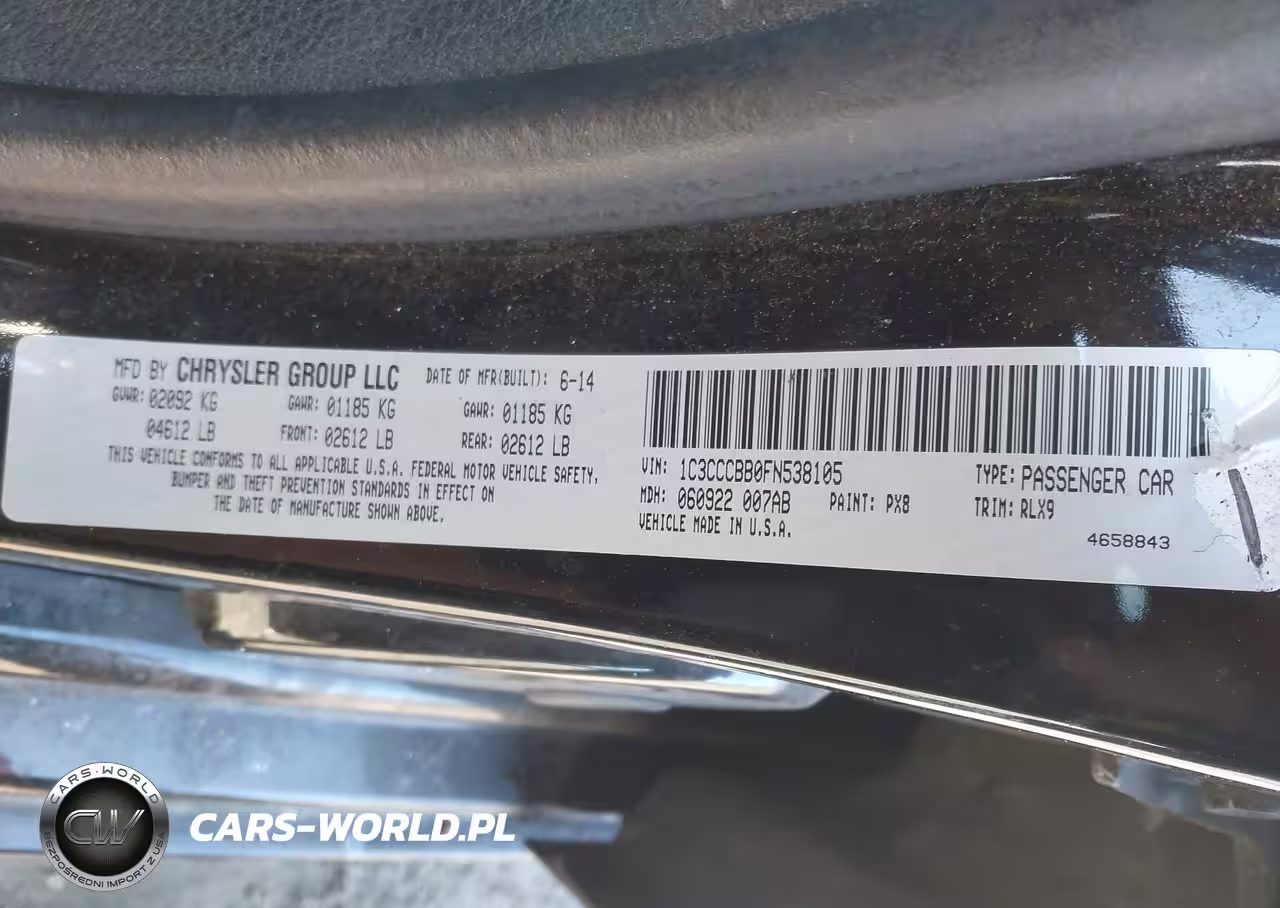 MFD BY CHRYSLER GROUP LLC DATE OF MFR(BUILT): 6-14
GVWR: 02092 KG GAWR: 01185 KG GAWR: 01185 KG
04612 LB FRONT: 02612 LB REAR: 02612 LB
THIS VEHICLE CONFORMS TO ALL APPLICABLE U.S.A. FEDERAL MOTOR VEHICLE SAFETY,
BUMPER AND THEFT PREVENTION STANDARDS IN EFFECT ON
THE DATE OF MANUFACTURE SHOWN ABOVE.
VIN: 1C3CCCBB0FN538105 TYPE: PASSENGER CAR
MDH: 060922 007AB PAINT: PX8 TRIM: RLX9
VEHICLE MADE IN U.S.A.
4658843
CARS-WORLD
CW
BEZPOŚREDNI IMPORT Z USA
CARS-WORLD.PL